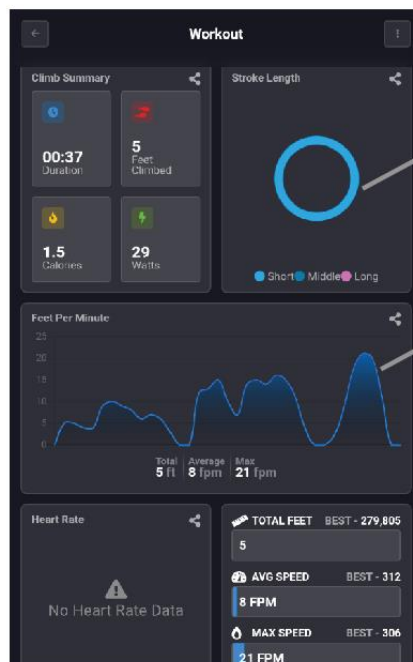 Workout
Climb Summary
00:37
Duration
5
Feet
Climbed
1.5
Calories
29
Watts
Stroke Length
Short Middle Long
Feet Per Minute
25
20
15
10
5
0
Total Average Max
5 ft 8 fpm 21 fpm
Heart Rate
No Heart Rate Data
TOTAL FEET BEST - 279,805
5
AVG SPEED BEST - 312
8 FPM
MAX SPEED BEST - 306
21 FPM